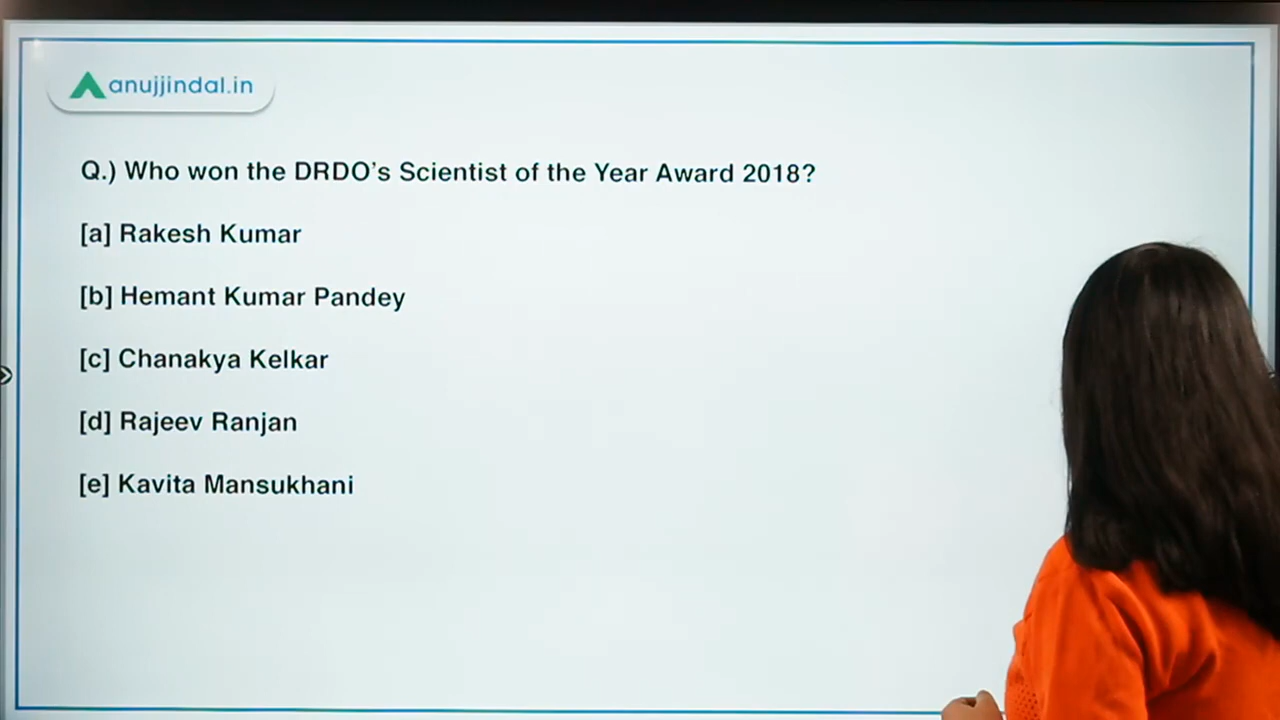 anujjindal.in
Q.) Who won the DRDO's Scientist of the Year Award 2018?
[a] Rakesh Kumar
[b] Hemant Kumar Pandey
[c] Chanakya Kelkar
[d] Rajeev Ranjan
[e] Kavita Mansukhani